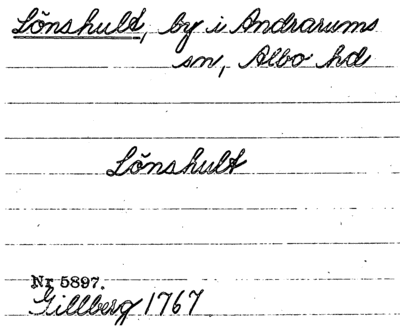 Lönshult, by i Andrarums
sn, Albo hd
Lönshult
Nr 5897.
Gillberg 1767